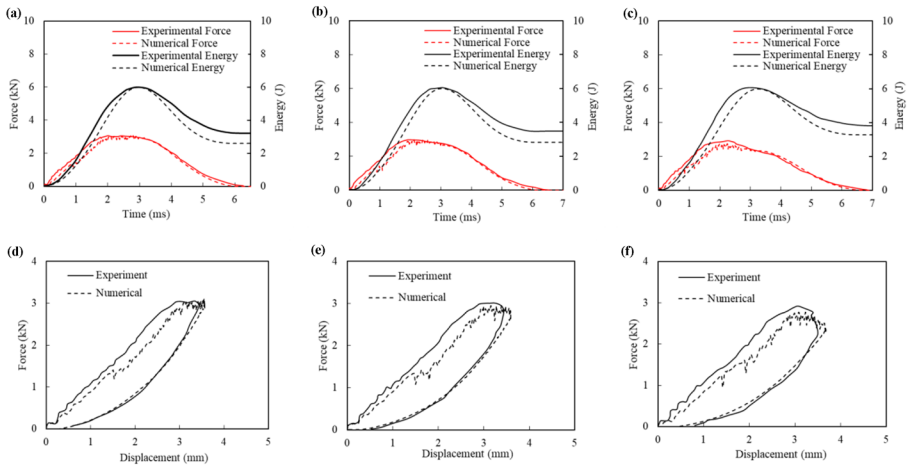 (a)
10
8
6
4
2
0
Force (kN)
Experimental Force
Numerical Force
Experimental Energy
Numerical Energy
10
8
6
4
2
0
Energy (J)
0 1 2 3 4 5 6
Time (ms)
(b)
10
8
6
4
2
0
Force (kN)
Experimental Force
Numerical Force
Experimental Energy
Numerical Energy
10
8
6
4
2
0
Energy (J)
0 1 2 3 4 5 6 7
Time (ms)
(c)
10
8
6
4
2
0
Force (kN)
Experimental Force
Numerical Force
Experimental Energy
Numerical Energy
10
8
6
4
2
0
Energy (J)
0 1 2 3 4 5 6 7
Time (ms)
(d)
4
3
2
1
0
Force (kN)
Experiment
Numerical
0 1 2 3 4 5
Displacement (mm)
(e)
4
3
2
1
0
Force (kN)
Experiment
Numerical
0 1 2 3 4 5
Displacement (mm)
(f)
4
3
2
1
0
Force (kN)
Experiment
Numerical
0 1 2 3 4 5
Displacement (mm)